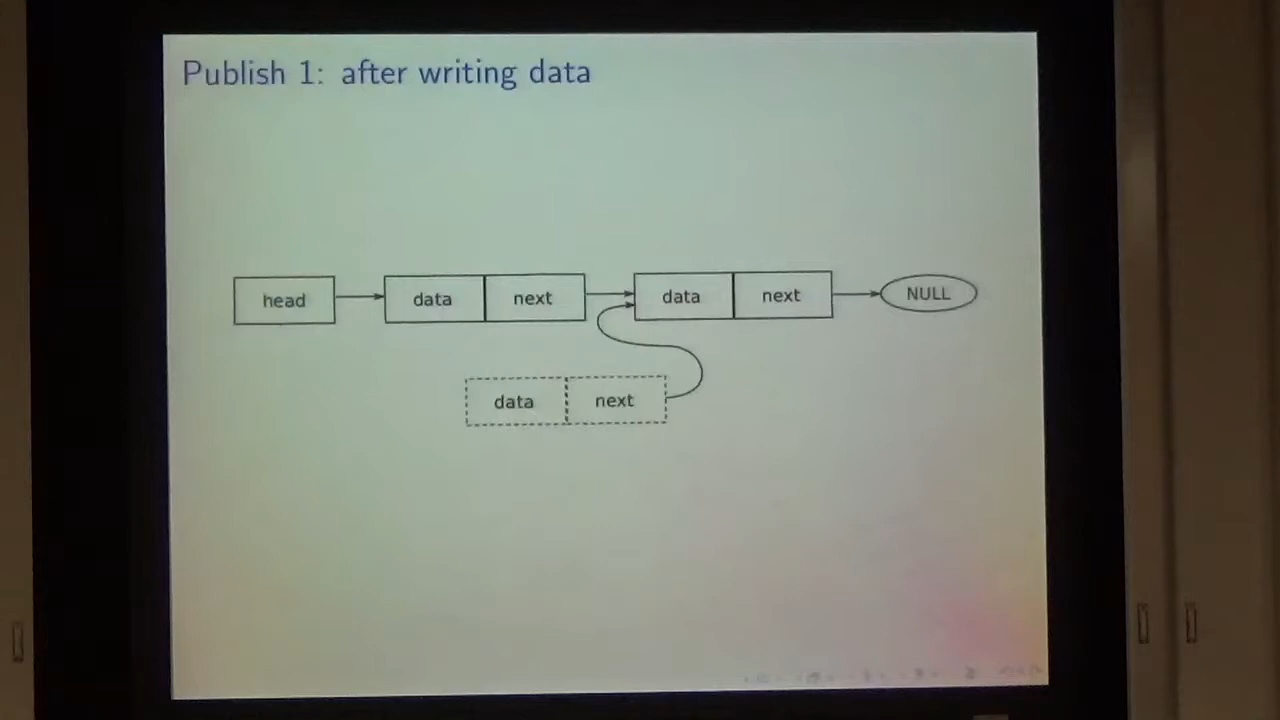 Publish 1: after writing data
head data next data next NULL
data next